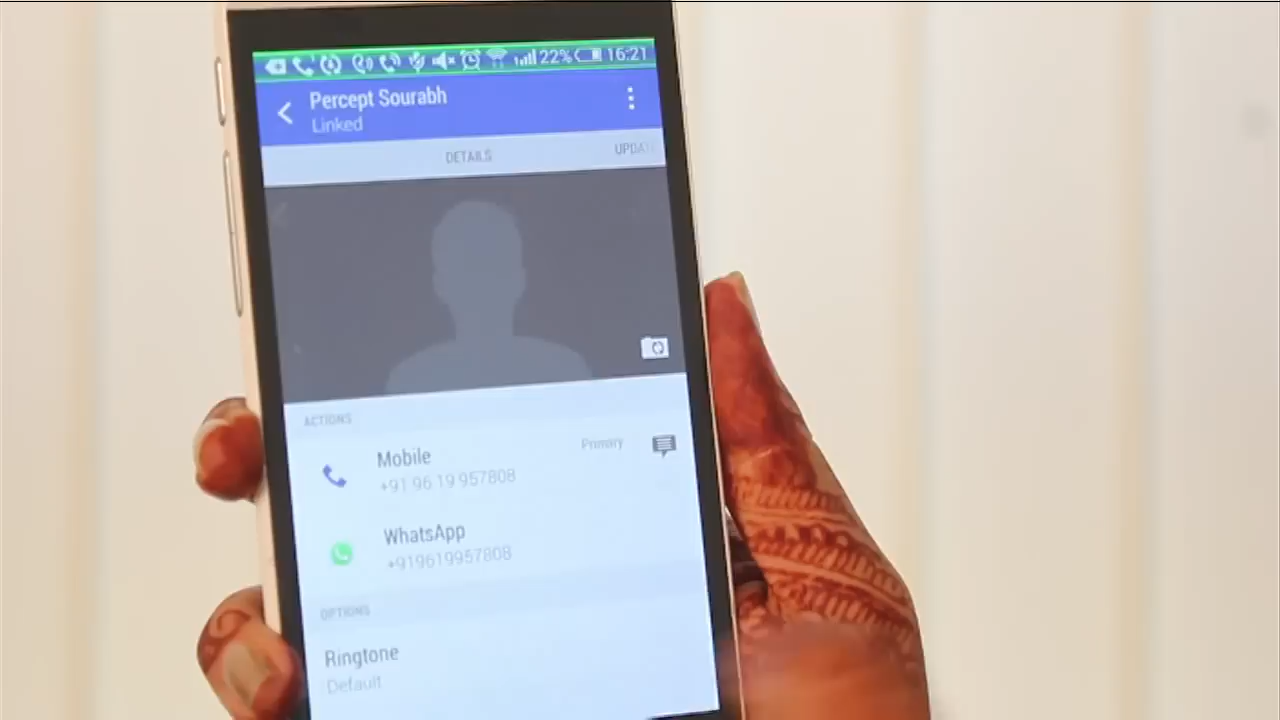 22% 16:21
Percept Sourabh
Linked
DETAILS UPDAT
ACTIONS
Mobile Primary
+91 96 19 957808
WhatsApp
+919619957808
OPTIONS
Ringtone
Default